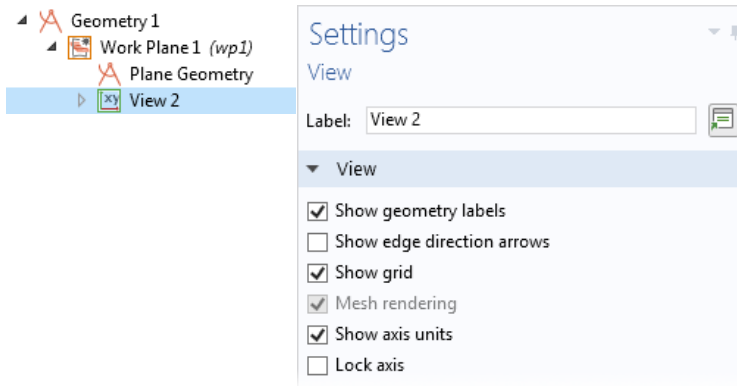 Geometry 1
Work Plane 1 (wp1)
Plane Geometry
xy View 2
Settings
View
Label: View 2
View
Show geometry labels
Show edge direction arrows
Show grid
Mesh rendering
Show axis units
Lock axis